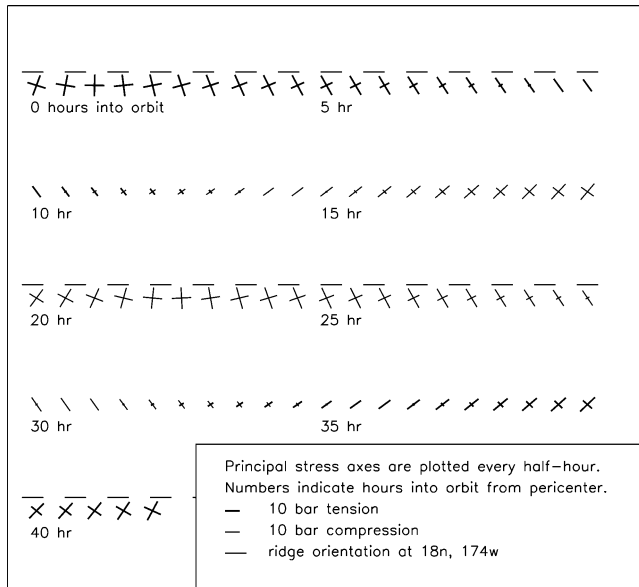 0 hours into orbit
5 hr
10 hr
15 hr
20 hr
25 hr
30 hr
35 hr
40 hr
Principal stress axes are plotted every half-hour.
Numbers indicate hours into orbit from pericenter.
10 bar tension
10 bar compression
ridge orientation at 18n, 174w